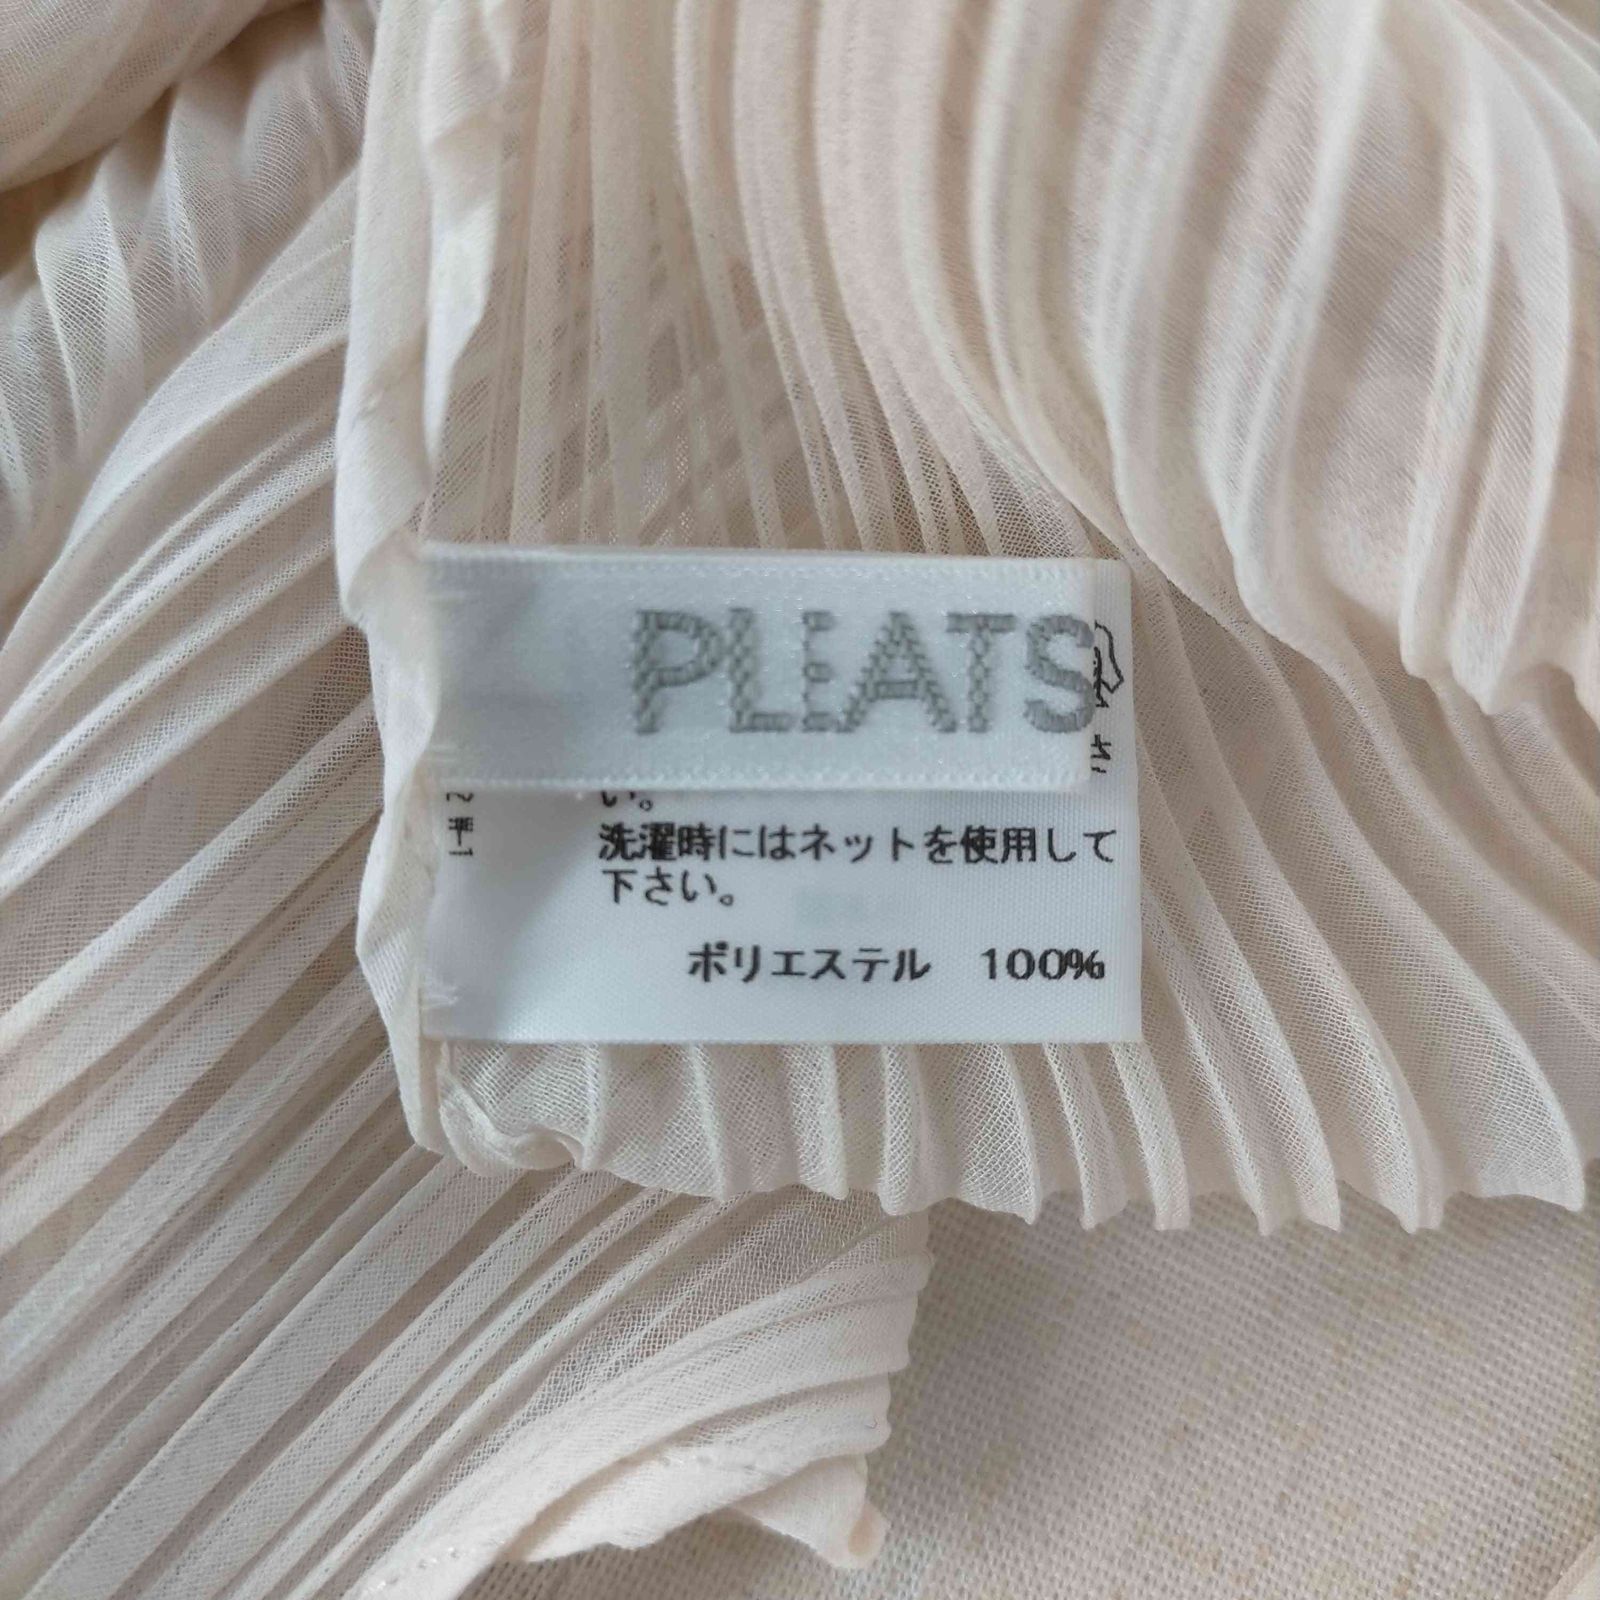 PLEATS
さ
い。
洗濯時にはネットを使用して
下さい。
ポリエステル 100%